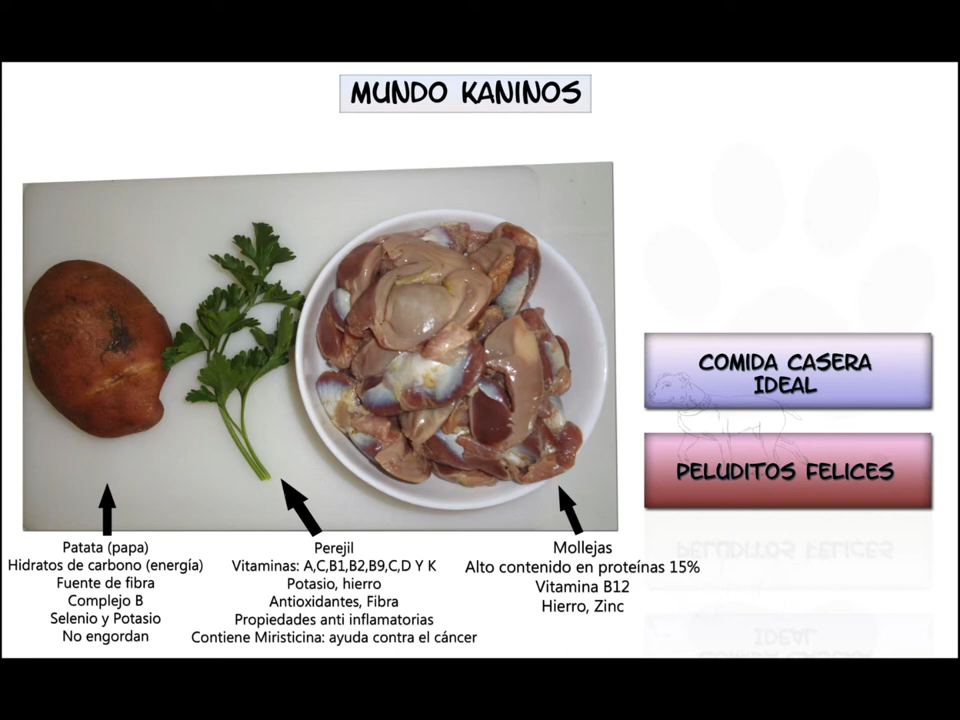 MUNDO KANINOS
COMIDA CASERA
IDEAL
PELUDITOS FELICES
Patata (papa)
Hidratos de carbono (energía)
Fuente de fibra
Complejo B
Selenio y Potasio
No engordan
Perejil
Vitaminas: A,C,B1,B2,B9,C,D Y K
Potasio, hierro
Antioxidantes, Fibra
Propiedades anti inflamatorias
Contiene Miristicina: ayuda contra el cáncer
Mollejas
Alto contenido en proteínas 15%
Vitamina B12
Hierro, Zinc